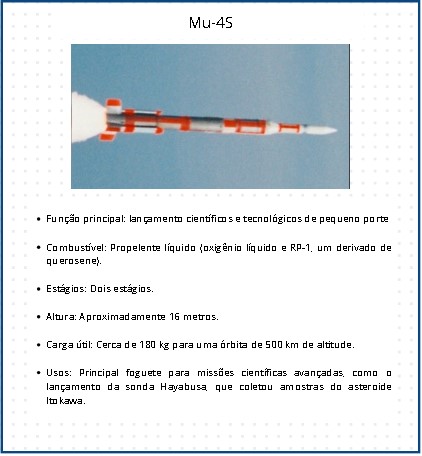 Mu-4S
• Função principal: lançamento científicos e tecnológicos de pequeno porte
• Combustível: Propelente líquido (oxigênio líquido e RP-1, um derivado de
querosene).
• Estágios: Dois estágios.
• Altura: Aproximadamente 16 metros.
• Carga útil: Cerca de 180 kg para uma órbita de 500 km de altitude.
• Usos: Principal foguete para missões científicas avançadas, como o
lançamento da sonda Hayabusa, que coletou amostras do asteroide
Itokawa.